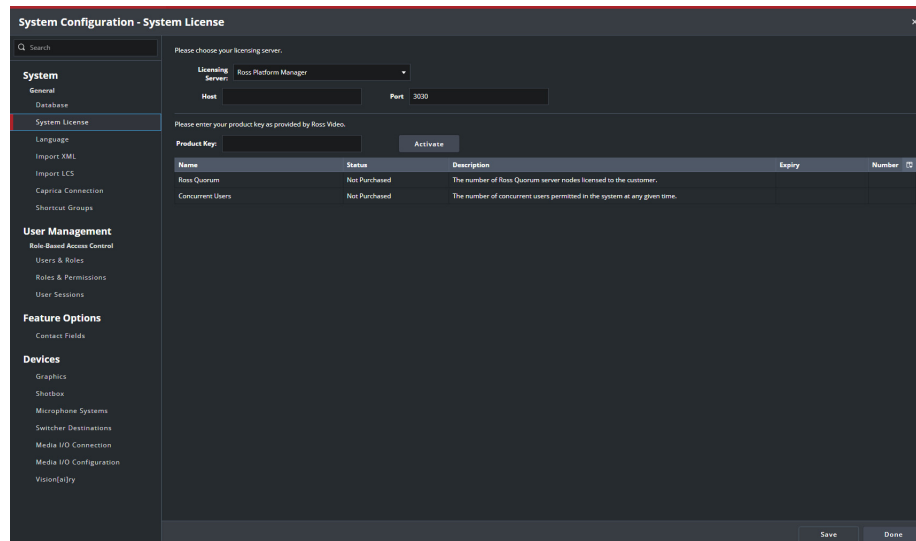 System Configuration - System License
Search
System
General
Database
System License
Language
Import XML
Import LCS
Caprica Connection
Shortcut Groups
User Management
Role-Based Access Control
Users & Roles
Roles & Permissions
User Sessions
Feature Options
Contact Fields
Devices
Graphics
Shotbox
Microphone Systems
Switcher Destinations
Media I/O Connection
Media I/O Configuration
Vision[ai]ry
Please choose your licensing server.
Licensing Server: Ross Platform Manager
Host Port 3030
Please enter your product key as provided by Ross Video.
Product Key: Activate
Name Status Description Expiry Number
Ross Quorum Not Purchased The number of Ross Quorum server nodes licensed to the customer.
Concurrent Users Not Purchased The number of concurrent users permitted in the system at any given time.
Save Done